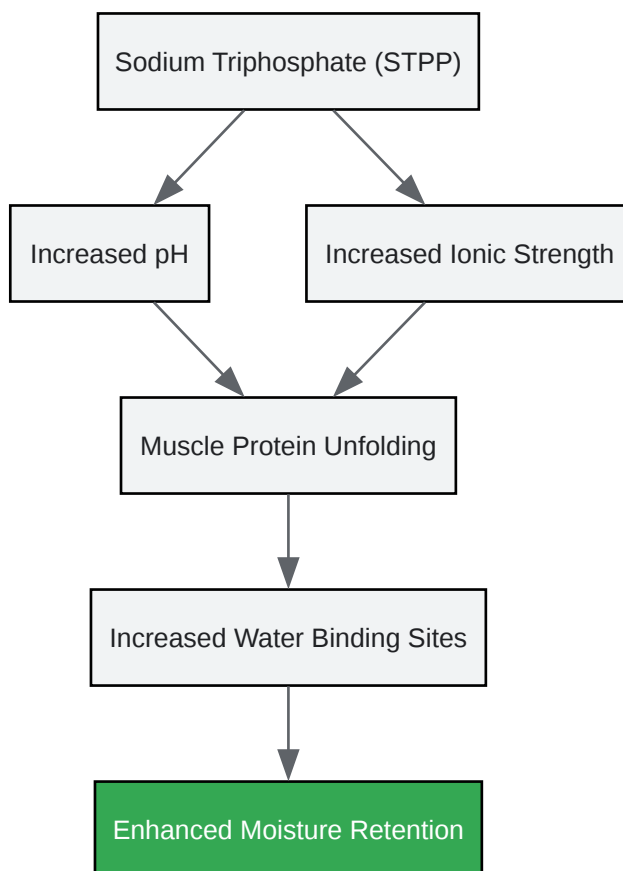 Sodium Triphosphate (STPP)
Increased pH
Increased Ionic Strength
Muscle Protein Unfolding
Increased Water Binding Sites
Enhanced Moisture Retention